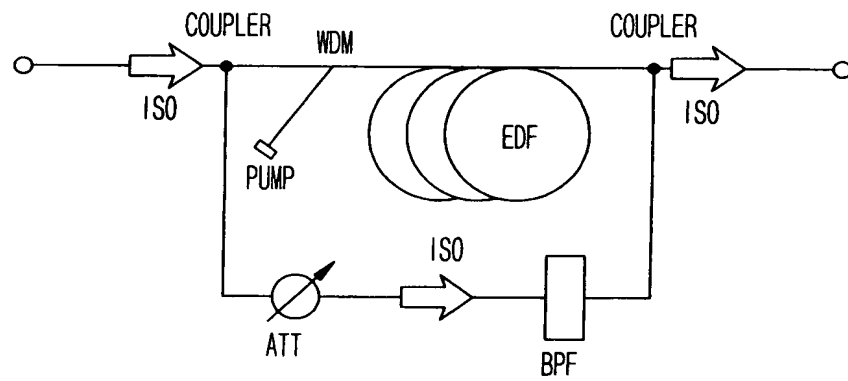 COUPLER
WDM
COUPLER
ISO
ISO
EDF
PUMP
ISO
ATT
BPF